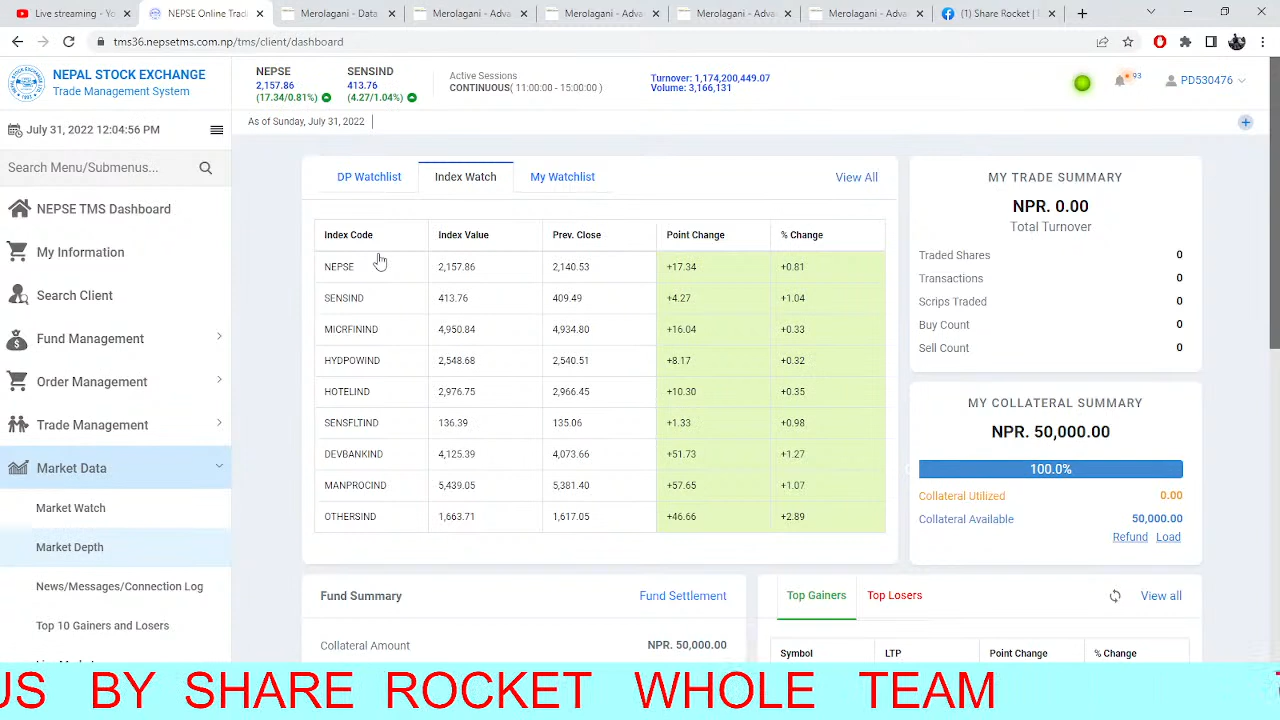 Live streaming - Yo
NEPSE Online Tradi
Merolagani - Data
Merolagani - Advan
Merolagani - Adva
Merolagani - Advan
Merolagani - Advan
(1) Share Rocket | L
tms36.nepsetms.com.np/tms/client/dashboard
NEPAL STOCK EXCHANGE
Trade Management System
NEPSE
2,157.86
(17.34/0.81%)
SENSIND
413.76
(4.27/1.04%)
Active Sessions
CONTINUOUS( 11:00:00 - 15:00:00 )
Turnover: 1,174,200,449.07
Volume: 3,166,131
93
PD530476
July 31, 2022 12:04:56 PM
As of Sunday, July 31, 2022
Search Menu/Submenus...
NEPSE TMS Dashboard
My Information
Search Client
Fund Management
Order Management
Trade Management
Market Data
Market Watch
Market Depth
News/Messages/Connection Log
Top 10 Gainers and Losers
DP Watchlist Index Watch My Watchlist View All
Index Code Index Value Prev. Close Point Change % Change
NEPSE 2,157.86 2,140.53 +17.34 +0.81
SENSIND 413.76 409.49 +4.27 +1.04
MICRFININD 4,950.84 4,934.80 +16.04 +0.33
HYDPOWIND 2,548.68 2,540.51 +8.17 +0.32
HOTELIND 2,976.75 2,966.45 +10.30 +0.35
SENSFLTIND 136.39 135.06 +1.33 +0.98
DEVBANKIND 4,125.39 4,073.66 +51.73 +1.27
MANPROCIND 5,439.05 5,381.40 +57.65 +1.07
OTHERSIND 1,663.71 1,617.05 +46.66 +2.89
MY TRADE SUMMARY
NPR. 0.00
Total Turnover
Traded Shares 0
Transactions 0
Scrips Traded 0
Buy Count 0
Sell Count 0
MY COLLATERAL SUMMARY
NPR. 50,000.00
100.0%
Collateral Utilized 0.00
Collateral Available 50,000.00
Refund Load
Fund Summary Fund Settlement
Collateral Amount NPR. 50,000.00
Top Gainers Top Losers View all
Symbol LTP Point Change % Change
US BY SHARE ROCKET WHOLE TEAM